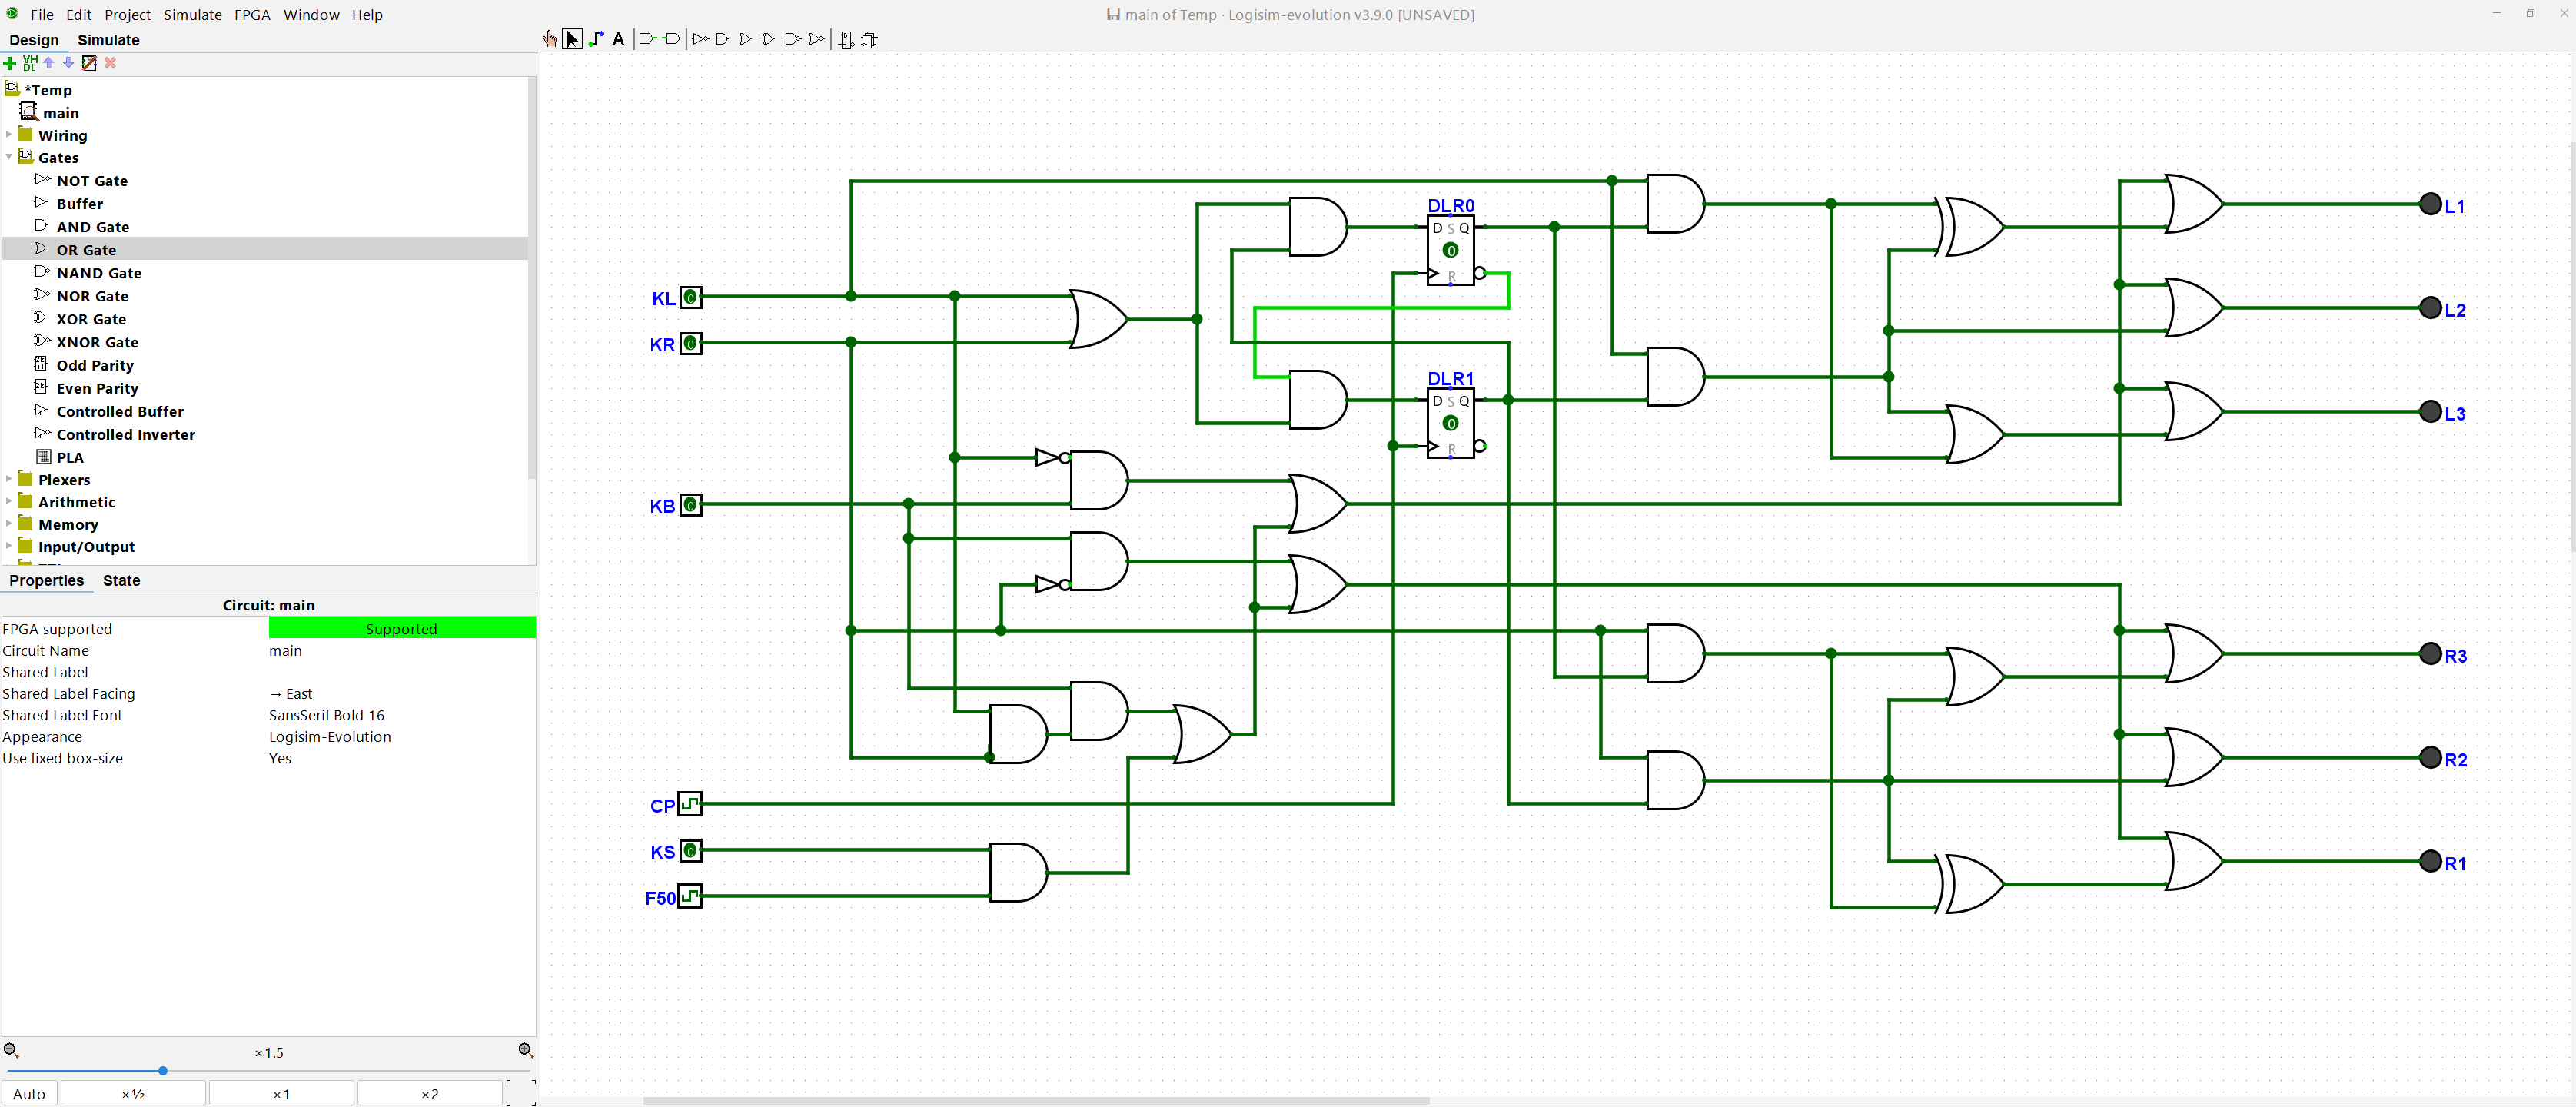 File Edit Project Simulate FPGA Window Help
main of Temp · Logisim-evolution v3.9.0 [UNSAVED]
Design Simulate
A
VH
DL
*Temp
main
Wiring
Gates
NOT Gate
Buffer
AND Gate
OR Gate
NAND Gate
NOR Gate
XOR Gate
XNOR Gate
Odd Parity
Even Parity
Controlled Buffer
Controlled Inverter
PLA
Plexers
Arithmetic
Memory
Input/Output
Properties State
Circuit: main
FPGA supported Supported
Circuit Name main
Shared Label
Shared Label Facing → East
Shared Label Font SansSerif Bold 16
Appearance Logisim-Evolution
Use fixed box-size Yes
×1.5
Auto ×½ ×1 ×2
DLR0
D S Q
0
R
L1
KL 0
L2
KR 0
DLR1
D S Q
0
R
L3
KB 0
R3
R2
CP
KS 0
R1
F50